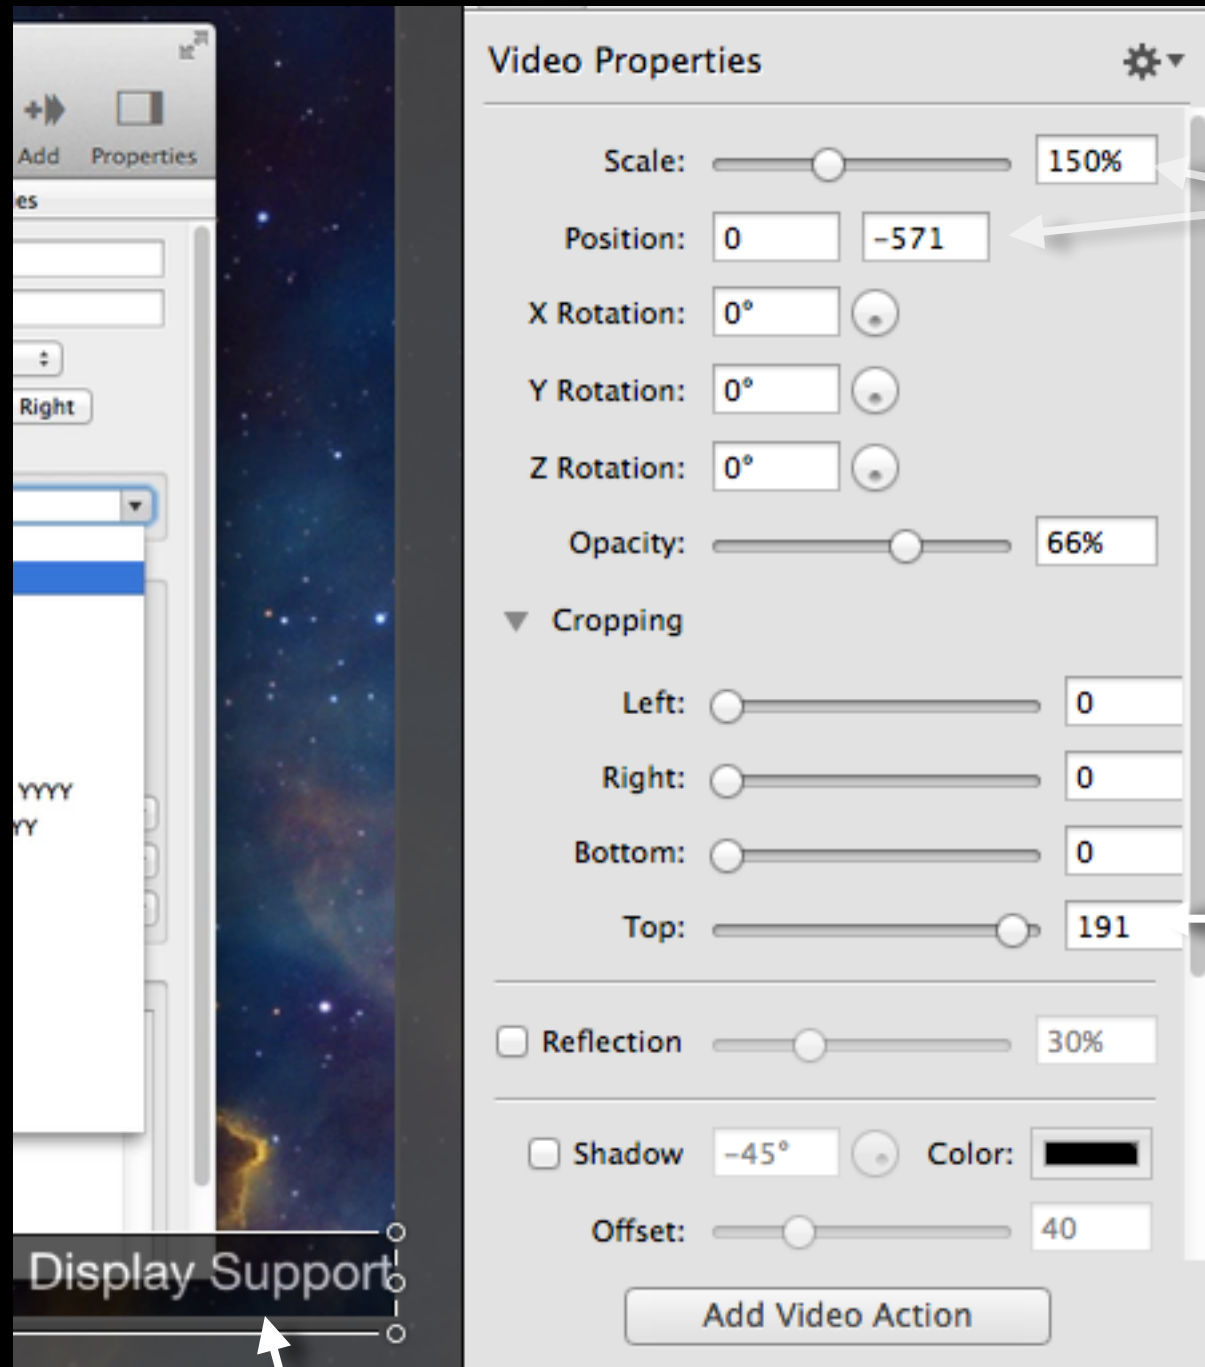 Add Properties
es
Right
YYYY
YY
Display Support
Video Properties
Scale: 150%
Position: 0 -571
X Rotation: 0°
Y Rotation: 0°
Z Rotation: 0°
Opacity: 66%
Cropping
Left: 0
Right: 0
Bottom: 0
Top: 191
Reflection 30%
Shadow -45° Color:
Offset: 40
Add Video Action